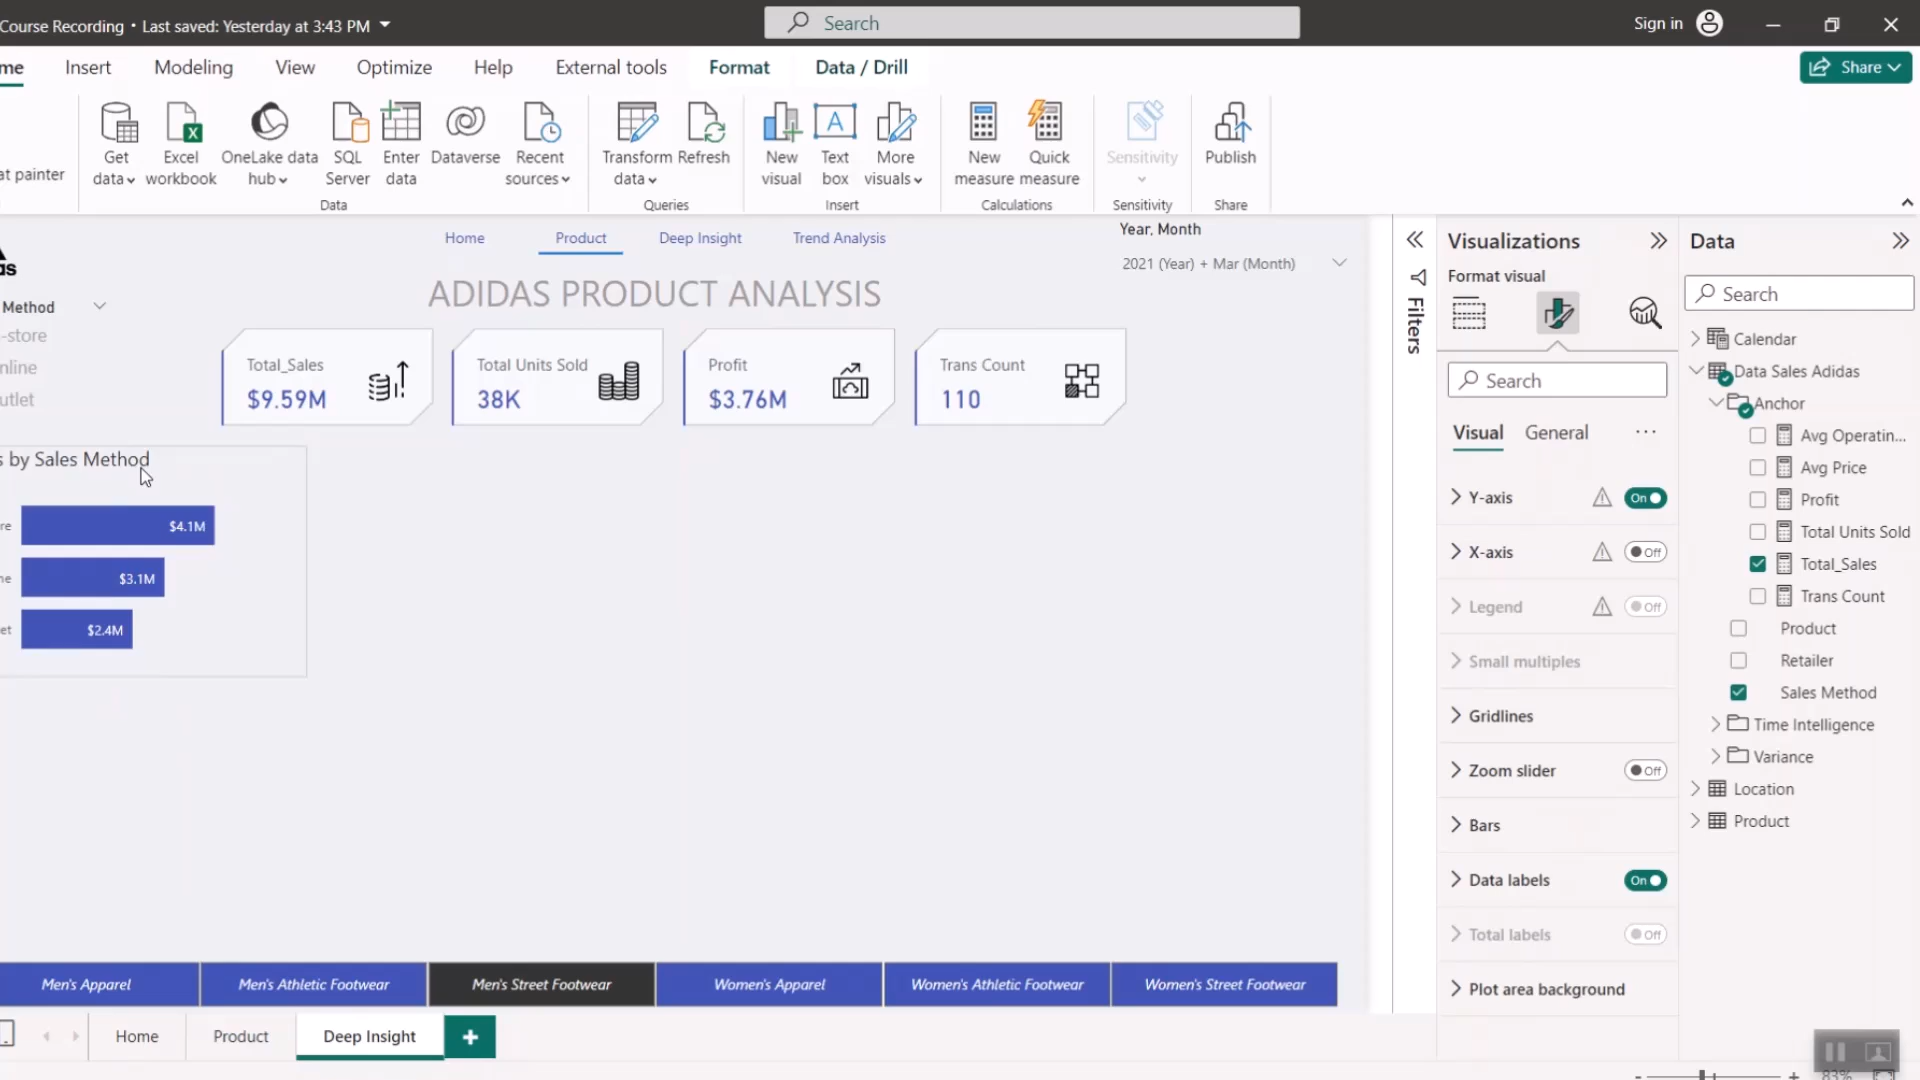 Course Recording • Last saved: Yesterday at 3:43 PM
Search
Sign in
me
Insert
Modeling
View
Optimize
Help
External tools
Format
Data / Drill
Share
at painter
Get data
Excel workbook
OneLake data hub
SQL Server
Enter data
Dataverse
Recent sources
Transform data
Refresh
New visual
Text box
More visuals
New measure
Quick measure
Sensitivity
Publish
Data
Queries
Insert
Calculations
Sensitivity
Share
as
Home
Product
Deep Insight
Trend Analysis
Year, Month
2021 (Year) + Mar (Month)
ADIDAS PRODUCT ANALYSIS
Method
-store
nline
utlet
Total_Sales
$9.59M
Total Units Sold
38K
Profit
$3.76M
Trans Count
110
s by Sales Method
re
$4.1M
ne
$3.1M
et
$2.4M
Men's Apparel
Men's Athletic Footwear
Men's Street Footwear
Women's Apparel
Women's Athletic Footwear
Women's Street Footwear
Home
Product
Deep Insight
+
Filters
Visualizations
Format visual
Search
Visual
General
...
Y-axis
On
X-axis
Off
Legend
Off
Small multiples
Gridlines
Zoom slider
Off
Bars
Data labels
On
Total labels
Off
Plot area background
Data
Search
Calendar
Data Sales Adidas
Anchor
Avg Operatin...
Avg Price
Profit
Total Units Sold
Total_Sales
Trans Count
Product
Retailer
Sales Method
Time Intelligence
Variance
Location
Product
- + 83%